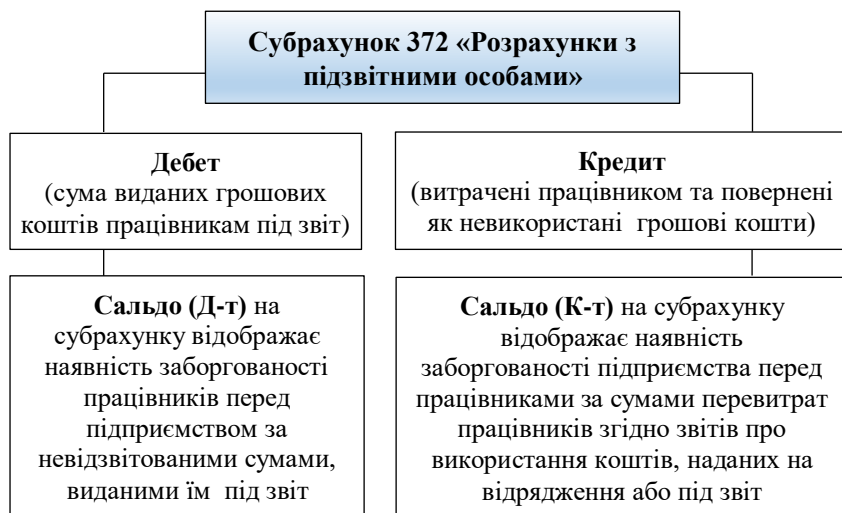 Субрахунок 372 «Розрахунки з
підзвітними особами»
Дебет
(сума виданих грошових
коштів працівникам під звіт)
Кредит
(витрачені працівником та повернені
як невикористані грошові кошти)
Сальдо (Д-т) на
субрахунку відображає
наявність заборгованості
працівників перед
підприємством за
невідзвітованими сумами,
виданими їм під звіт
Сальдо (К-т) на субрахунку
відображає наявність
заборгованості підприємства перед
працівниками за сумами перевитрат
працівників згідно звітів про
використання коштів, наданих на
відрядження або під звіт